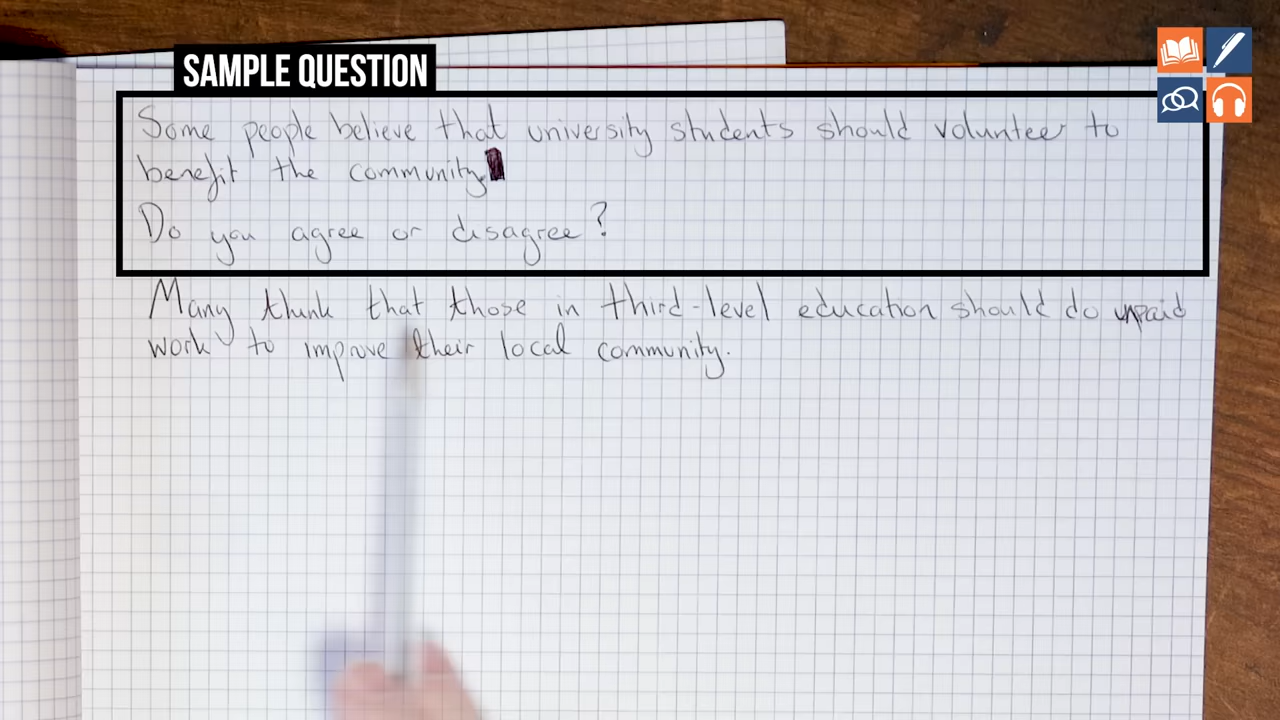 SAMPLE QUESTION
Some people believe that university students should volunteer to
benefit the community.
Do you agree or disagree?
Many think that those in third-level education should do unpaid
work to improve their local community.